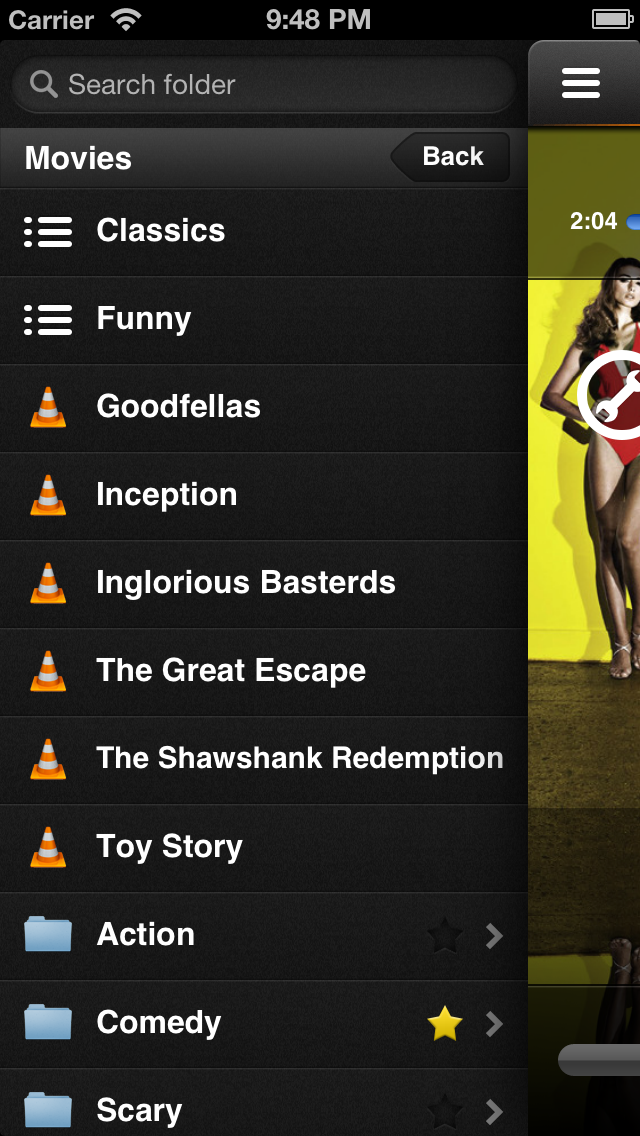 Carrier 9:48 PM
Search folder
Movies Back
Classics
2:04
Funny
Goodfellas
Inception
Inglorious Basterds
The Great Escape
The Shawshank Redemption
Toy Story
Action
Comedy
Scary